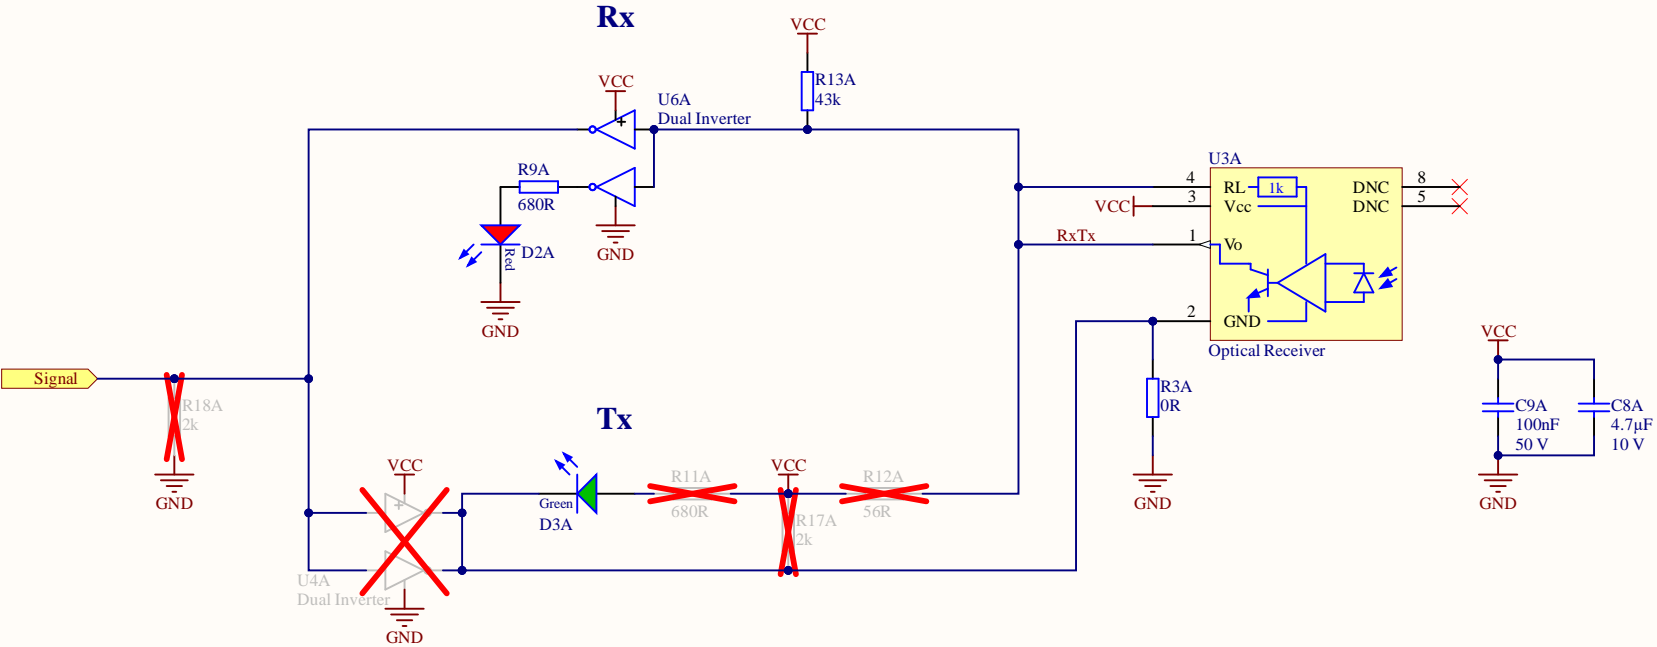 Rx
VCC
R13A
43k
VCC
U6A
Dual Inverter
+
R9A
680R
Red
D2A
GND
GND
U3A
4
RL
1k
DNC
8
VCC
3
Vcc
DNC
5
RxTx
1
Vo
2
GND
Optical Receiver
VCC
Signal
R18A
2k
GND
R3A
0R
GND
C9A
100nF
50 V
C8A
4.7µF
10 V
GND
Tx
VCC
+
U4A
Dual Inverter
GND
Green
D3A
R11A
680R
VCC
R17A
2k
R12A
56R